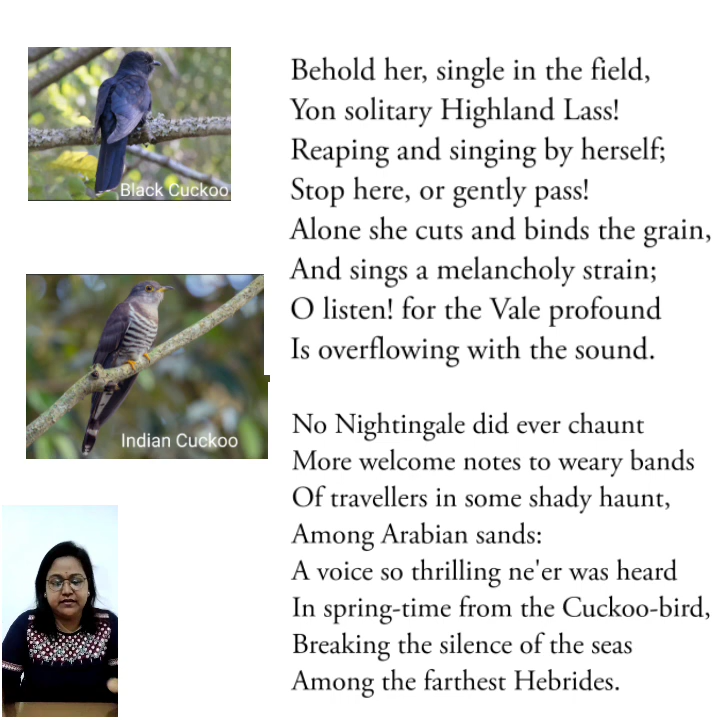 Black Cuckoo
Indian Cuckoo
Behold her, single in the field,
Yon solitary Highland Lass!
Reaping and singing by herself;
Stop here, or gently pass!
Alone she cuts and binds the grain,
And sings a melancholy strain;
O listen! for the Vale profound
Is overflowing with the sound.
No Nightingale did ever chaunt
More welcome notes to weary bands
Of travellers in some shady haunt,
Among Arabian sands:
A voice so thrilling ne'er was heard
In spring-time from the Cuckoo-bird,
Breaking the silence of the seas
Among the farthest Hebrides.